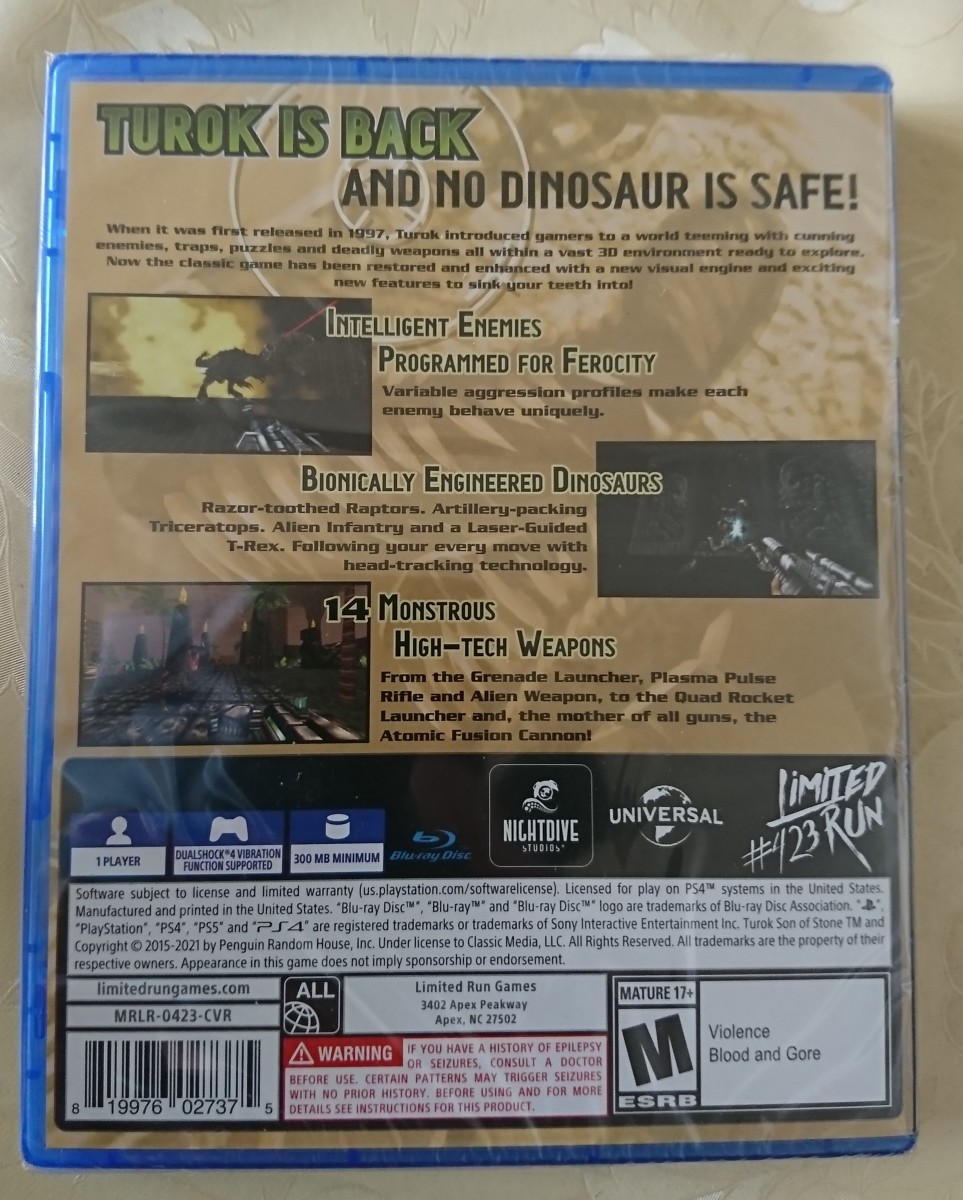 TUROK IS BACK
AND NO DINOSAUR IS SAFE!
When it was first released in 1997, Turok introduced gamers to a world teeming with cunning
enemies, traps, puzzles and deadly weapons all within a vast 3D environment ready to explore.
Now the classic game has been restored and enhanced with a new visual engine and exciting
new features to sink your teeth into!
INTELLIGENT ENEMIES
PROGRAMMED FOR FEROCITY
Variable aggression profiles make each
enemy behave uniquely.
BIONICALLY ENGINEERED DINOSAURS
Razor-toothed Raptors. Artillery-packing
Triceratops. Alien Infantry and a Laser-Guided
T-Rex. Following your every move with
head-tracking technology.
14 MONSTROUS
HIGH-TECH WEAPONS
From the Grenade Launcher, Plasma Pulse
Rifle and Alien Weapon, to the Quad Rocket
Launcher and, the mother of all guns, the
Atomic Fusion Cannon!
1 PLAYER
DUALSHOCK®4 VIBRATION
FUNCTION SUPPORTED
300 MB MINIMUM
Blu-ray Disc™
NIGHTDIVE
STUDIOS®
UNIVERSAL
LIMITED
RUN
#423
Software subject to license and limited warranty (us.playstation.com/softwarelicense). Licensed for play on PS4™ systems in the United States.
Manufactured and printed in the United States. "Blu-ray Disc™", "Blu-ray™" and "Blu-ray Disc™" logo are trademarks of Blu-ray Disc Association. "PS",
"PlayStation", "PS4", "PS5" and "PS4" are registered trademarks or trademarks of Sony Interactive Entertainment Inc. Turok Son of Stone TM and
Copyright © 2015-2021 by Penguin Random House, Inc. Under license to Classic Media, LLC. All Rights Reserved. All trademarks are the property of their
respective owners. Appearance in this game does not imply sponsorship or endorsement.
limitedrungames.com
MRLR-0423-CVR
8 19976 02737 5
ALL
Limited Run Games
3402 Apex Peakway
Apex, NC 27502
WARNING IF YOU HAVE A HISTORY OF EPILEPSY
OR SEIZURES, CONSULT A DOCTOR
BEFORE USE. CERTAIN PATTERNS MAY TRIGGER SEIZURES
WITH NO PRIOR HISTORY. BEFORE USING AND FOR MORE
DETAILS SEE INSTRUCTIONS FOR THIS PRODUCT.
MATURE 17+
M
ESRB
Violence
Blood and Gore